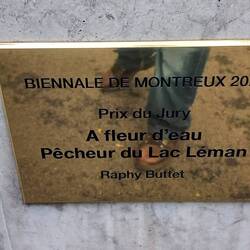 BIENNALE DE MONTREUX 20
Prix du Jury
A fleur d'eau
Pêcheur du Lac Léman
Raphy Buttet